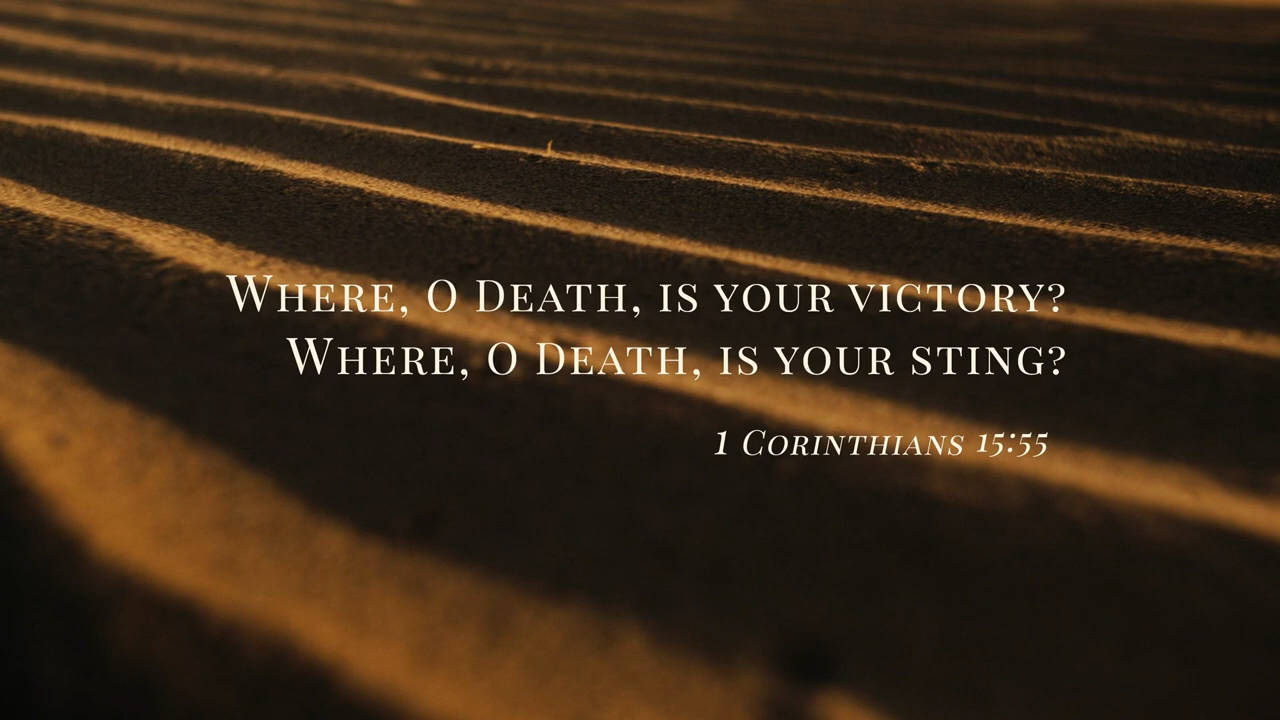 Where, O Death, is your victory?
Where, O Death, is your sting?
1 Corinthians 15:55